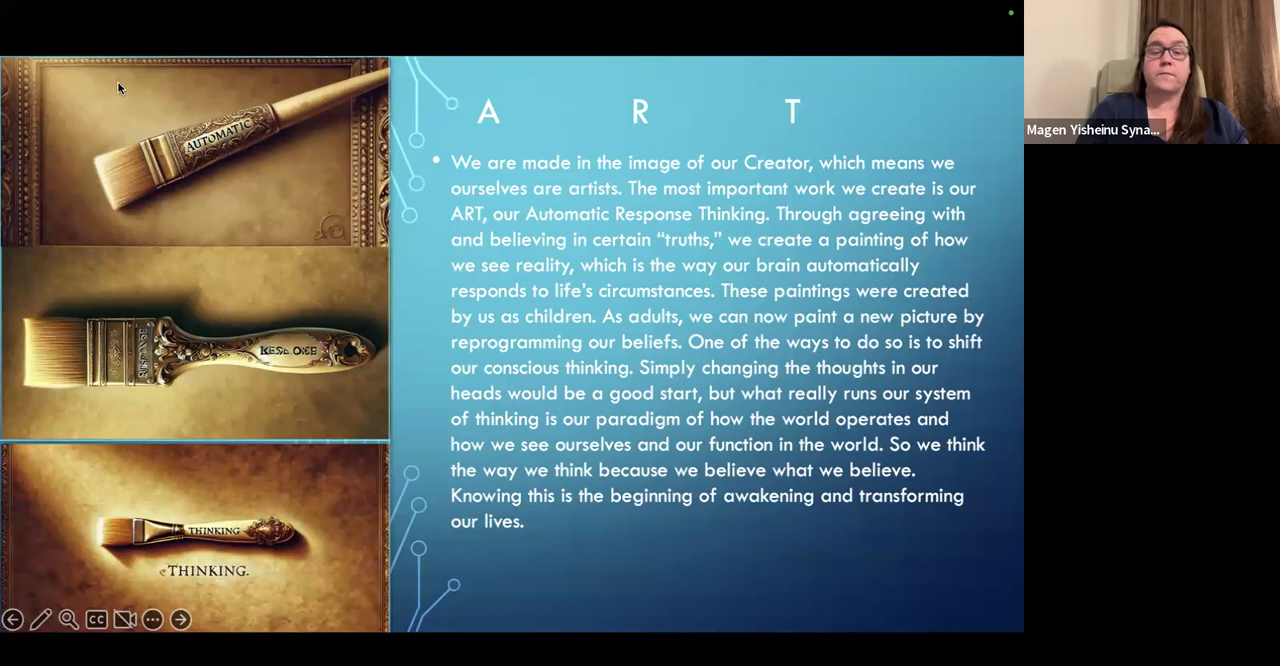 AUTOMATIC
THINKING
THINKING.
CC
A R T
• We are made in the image of our Creator, which means we
ourselves are artists. The most important work we create is our
ART, our Automatic Response Thinking. Through agreeing with
and believing in certain “truths,” we create a painting of how
we see reality, which is the way our brain automatically
responds to life's circumstances. These paintings were created
by us as children. As adults, we can now paint a new picture by
reprogramming our beliefs. One of the ways to do so is to shift
our conscious thinking. Simply changing the thoughts in our
heads would be a good start, but what really runs our system
of thinking is our paradigm of how the world operates and
how we see ourselves and our function in the world. So we think
the way we think because we believe what we believe.
Knowing this is the beginning of awakening and transforming
our lives.
Magen Yisheinu Syna...